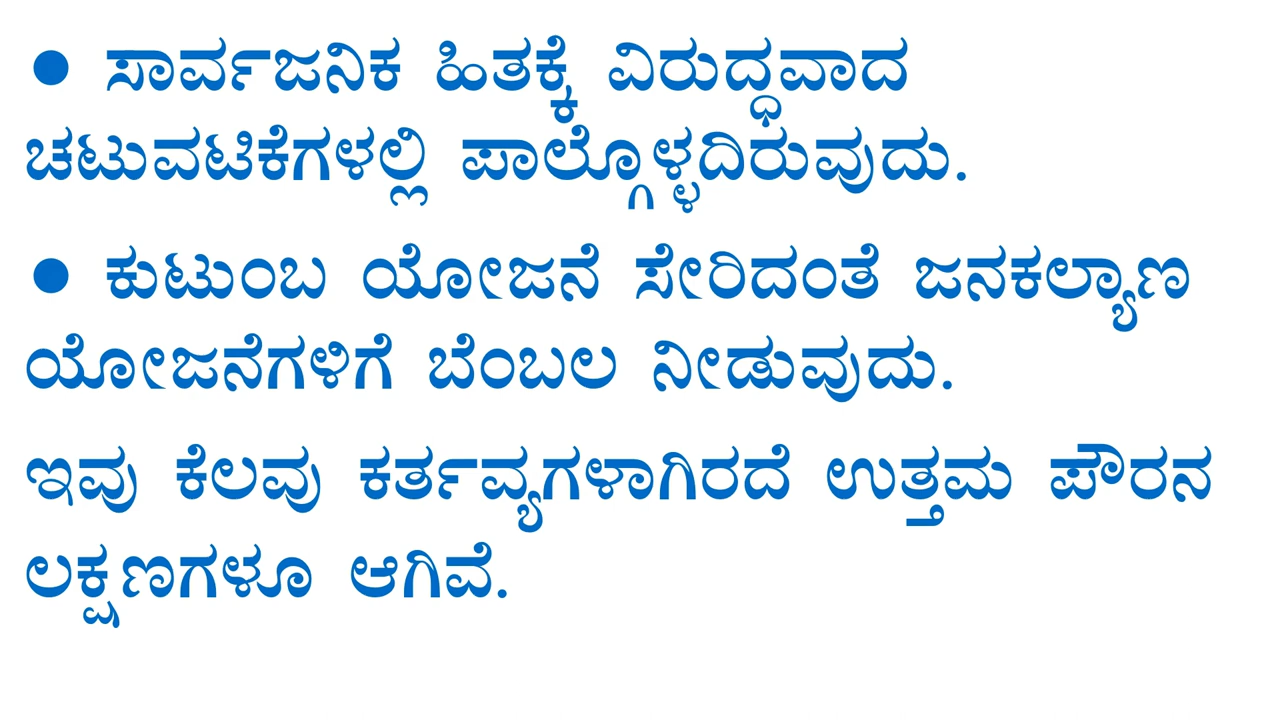 ● ಸಾರ್ವಜನಿಕ ಹಿತಕ್ಕೆ ವಿರುದ್ಧವಾದ
ಚಟುವಟಿಕೆಗಳಲ್ಲಿ ಪಾಲ್ಗೊಳ್ಳದಿರುವುದು.
● ಕುಟುಂಬ ಯೋಜನೆ ಸೇರಿದಂತೆ ಜನಕಲ್ಯಾಣ
ಯೋಜನೆಗಳಿಗೆ ಬೆಂಬಲ ನೀಡುವುದು.
ಇವು ಕೆಲವು ಕರ್ತವ್ಯಗಳಾಗಿರದೆ ಉತ್ತಮ ಪೌರನ
ಲಕ್ಷಣಗಳೂ ಆಗಿವೆ.